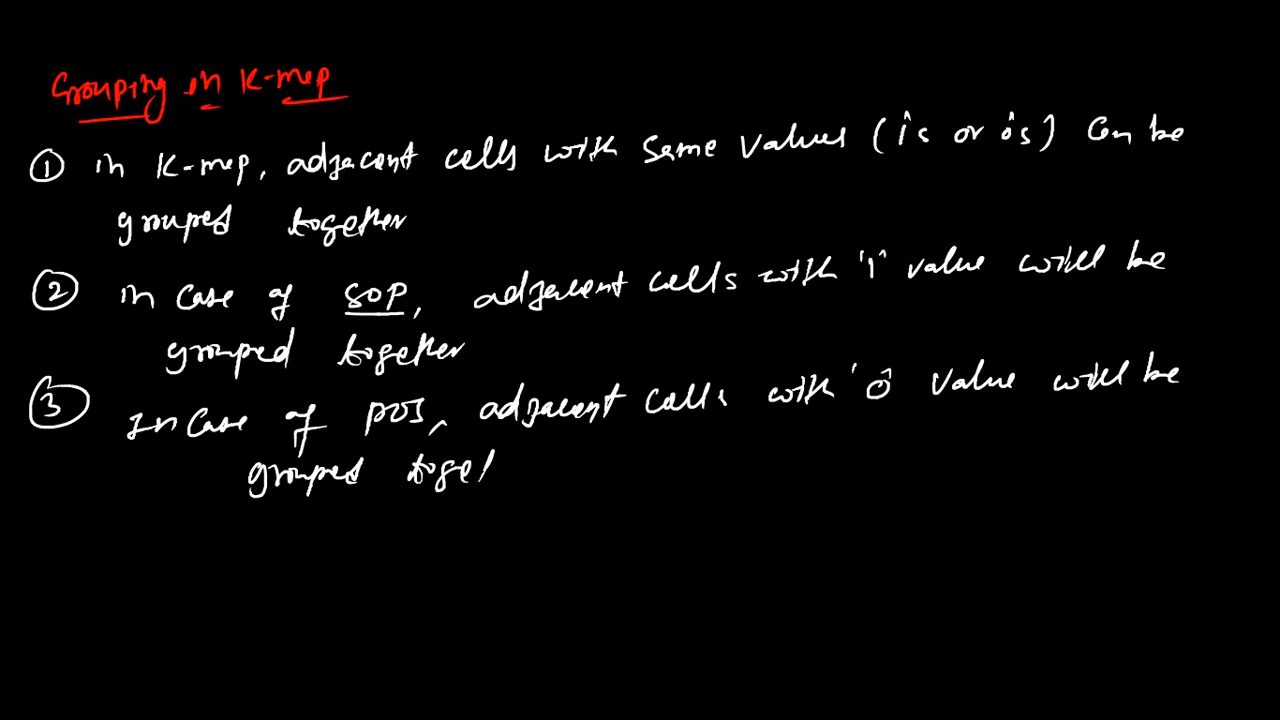 Grouping in K-map
① in K-map, adjacent cells with same values (1's or 0's) can be
grouped together
② in case of SOP, adjacent cells with '1' value will be
grouped together
③ In case of POS, adjacent cells with '0' value will be
grouped toget